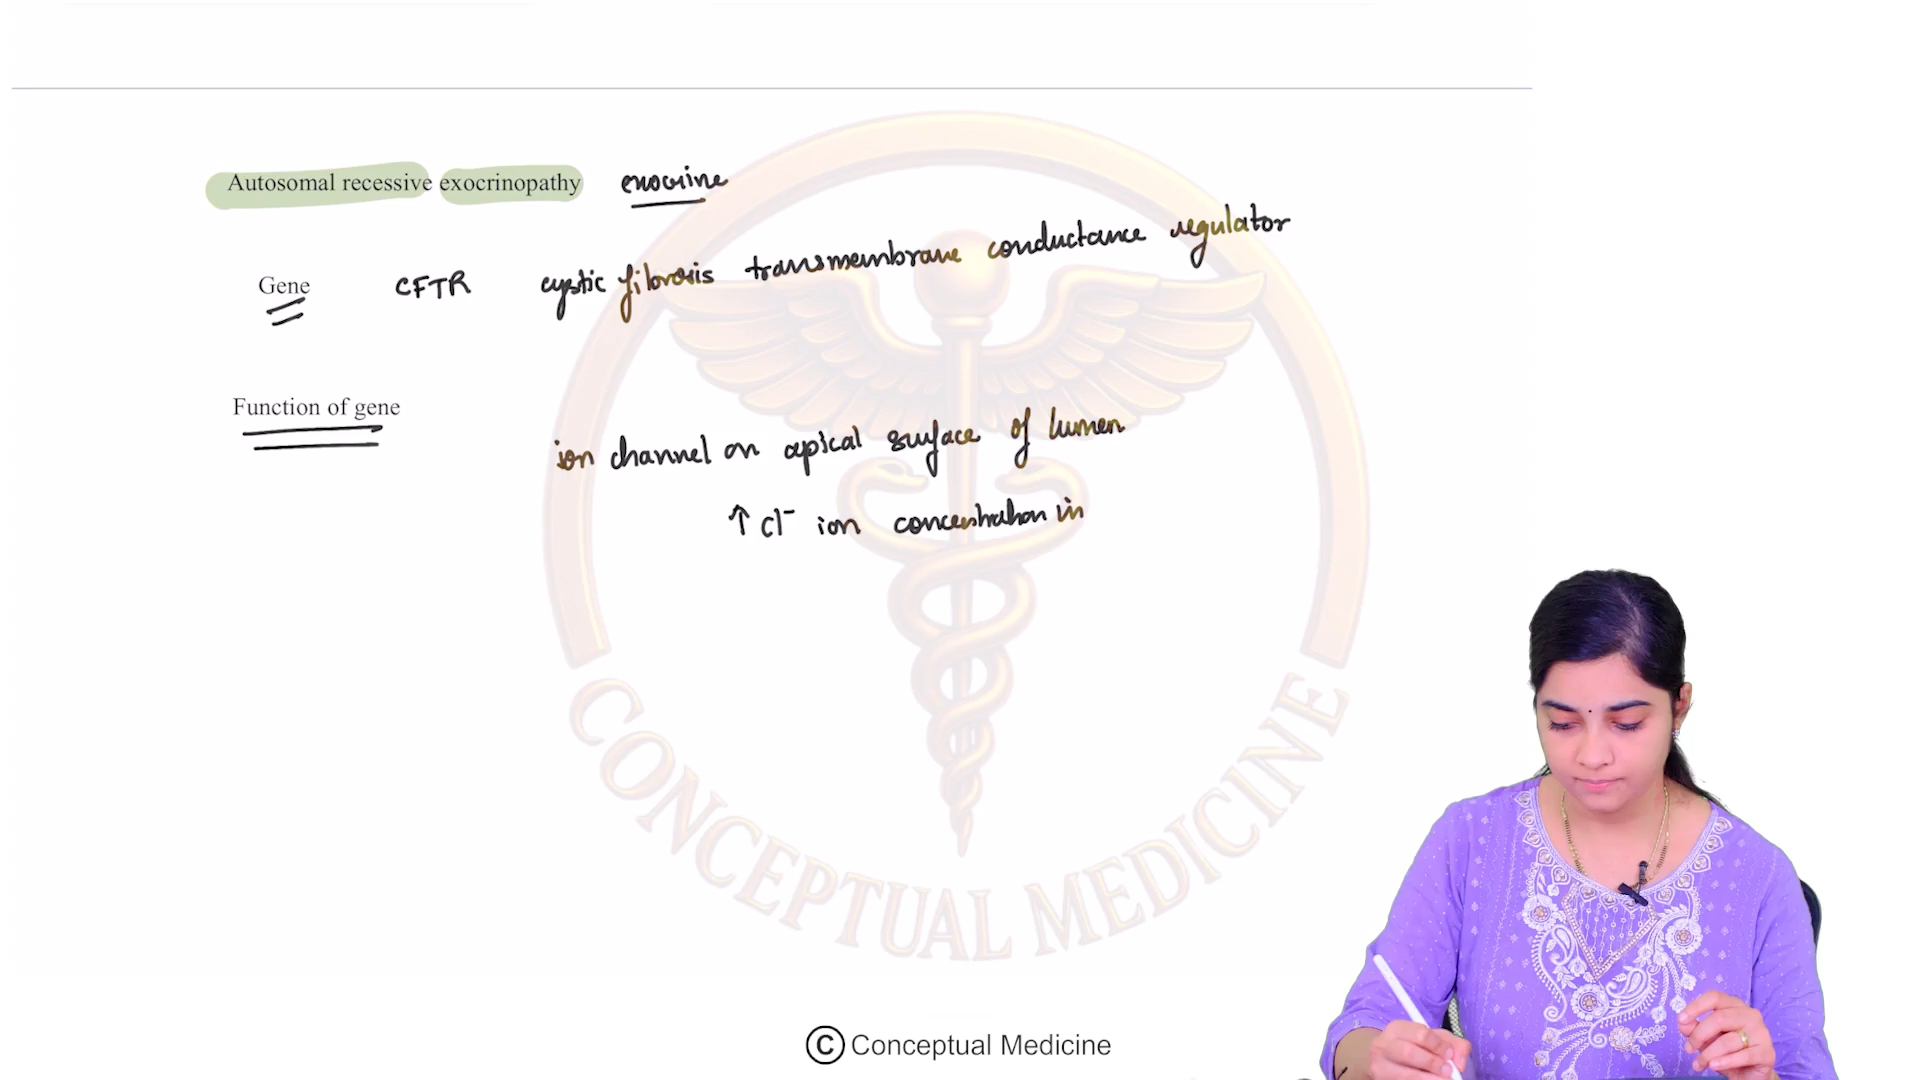 Autosomal recessive exocrinopathy exocrine
Gene CFTR cystic fibrosis transmembrane conductance regulator
Function of gene
ion channel on apical surface of lumen
↑ Cl⁻ ion concentration in
CONCEPTUAL MEDICINE
© Conceptual Medicine